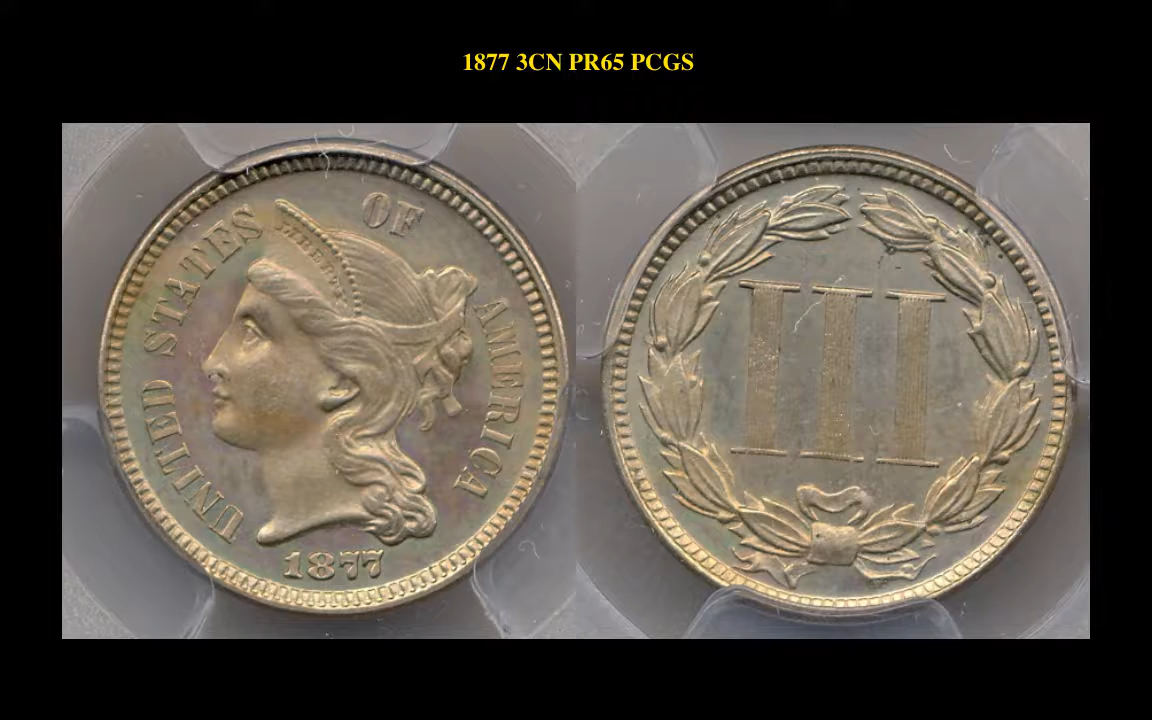 1877 3CN PR65 PCGS
UNITED STATES OF AMERICA
LIBERTY
1877
III